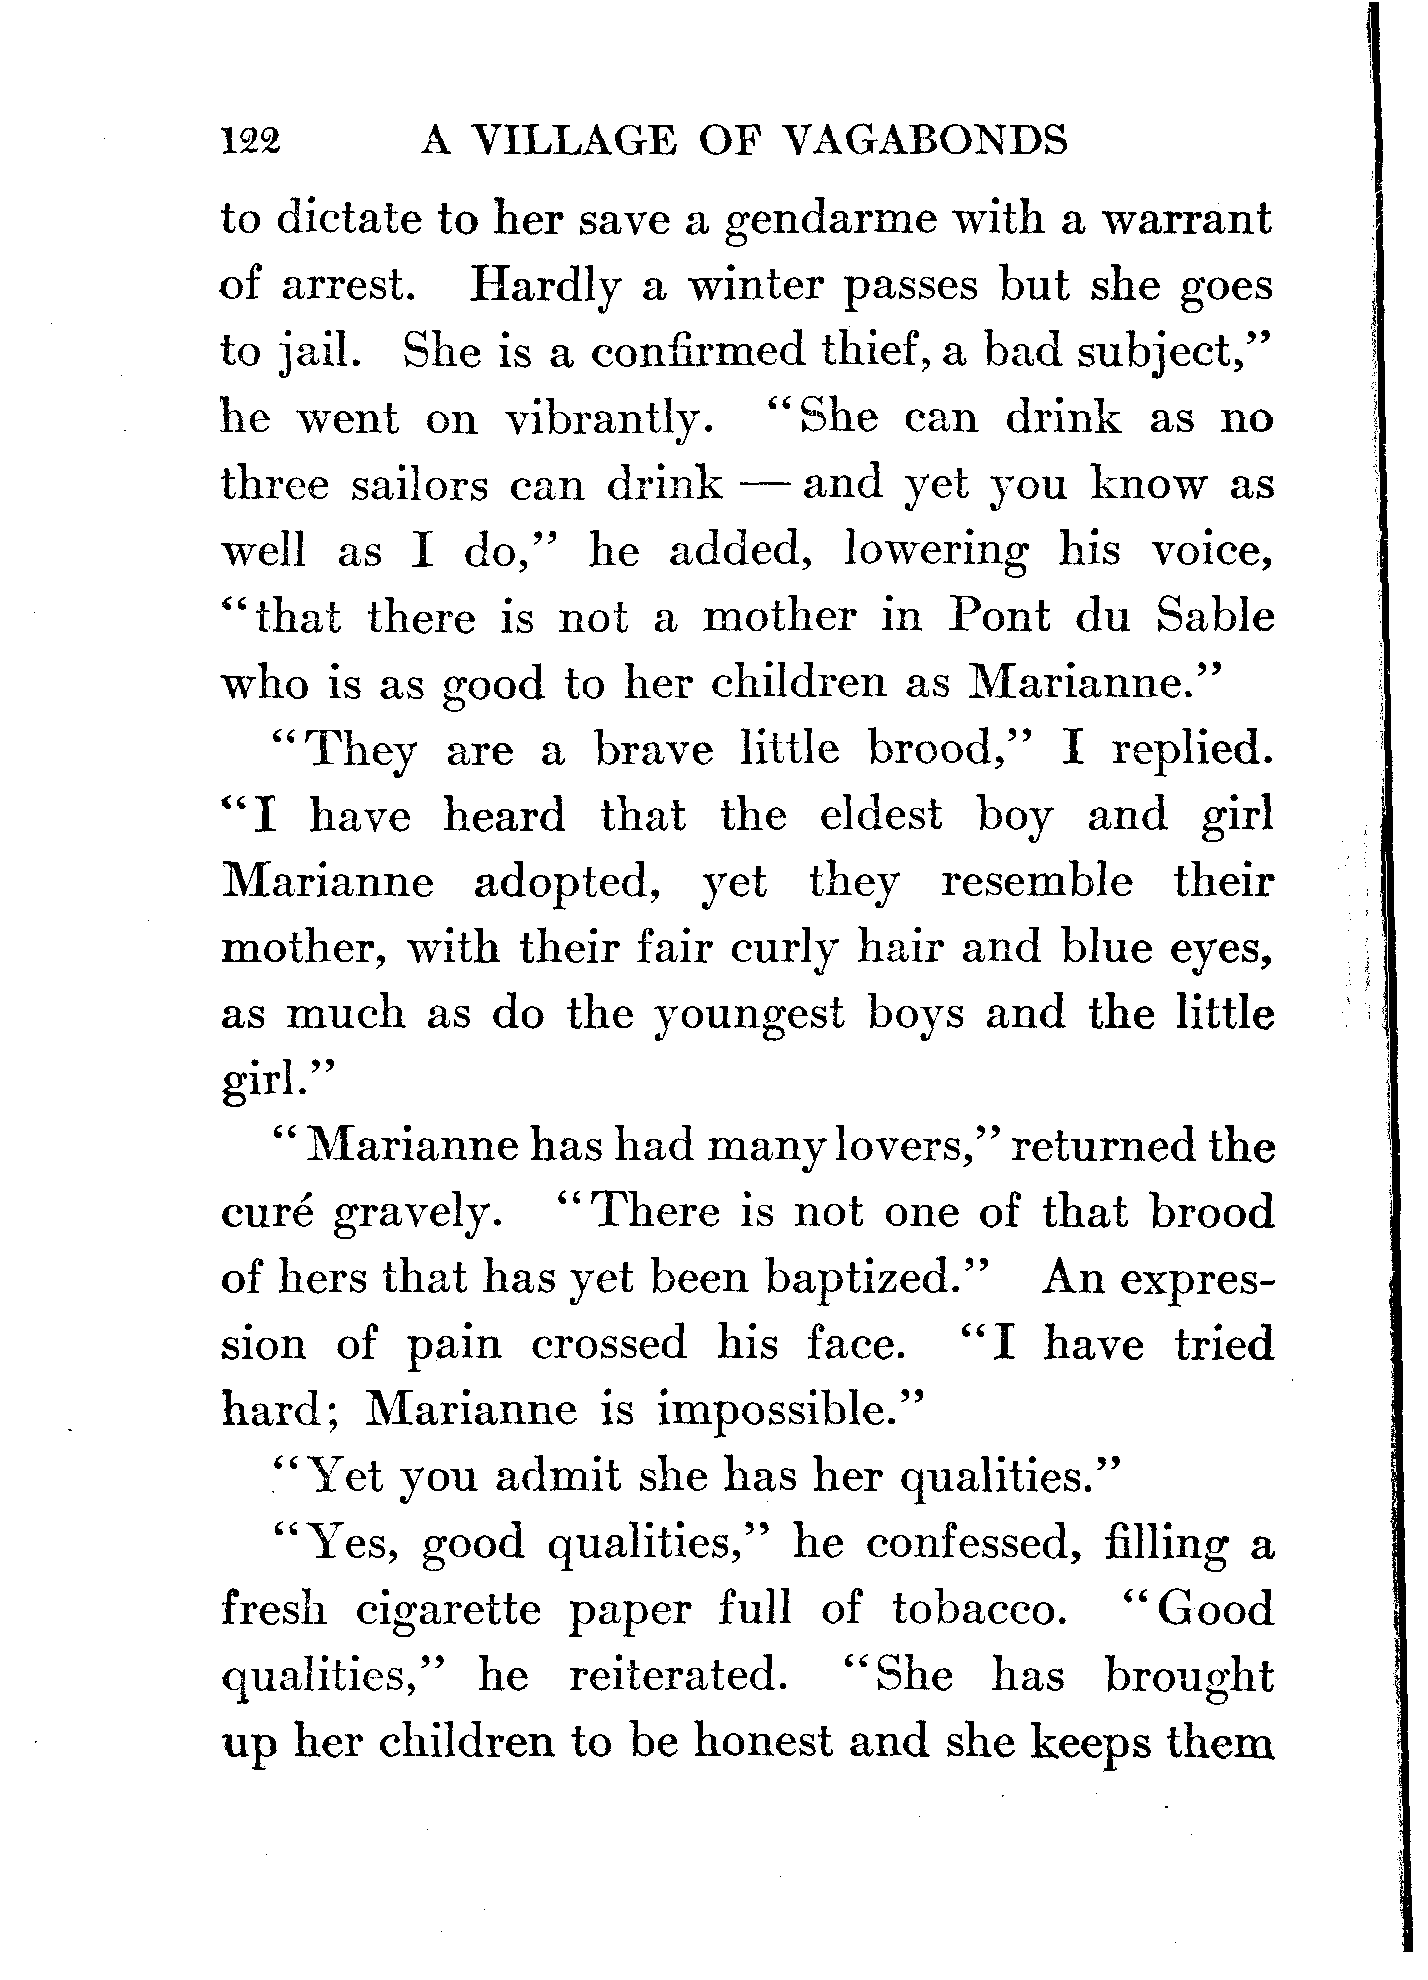 122 A VILLAGE OF VAGABONDS
to dictate to her save a gendarme with a warrant
of arrest. Hardly a winter passes but she goes
to jail. She is a confirmed thief, a bad subject,”
he went on vibrantly. “She can drink as no
three sailors can drink — and yet you know as
well as I do,” he added, lowering his voice,
“that there is not a mother in Pont du Sable
who is as good to her children as Marianne.”
“They are a brave little brood,” I replied.
“I have heard that the eldest boy and girl
Marianne adopted, yet they resemble their
mother, with their fair curly hair and blue eyes,
as much as do the youngest boys and the little
girl.”
“Marianne has had many lovers,” returned the
curé gravely. “There is not one of that brood
of hers that has yet been baptized.” An expres-
sion of pain crossed his face. “I have tried
hard; Marianne is impossible.”
“Yet you admit she has her qualities.”
“Yes, good qualities,” he confessed, filling a
fresh cigarette paper full of tobacco. “Good
qualities,” he reiterated. “She has brought
up her children to be honest and she keeps them